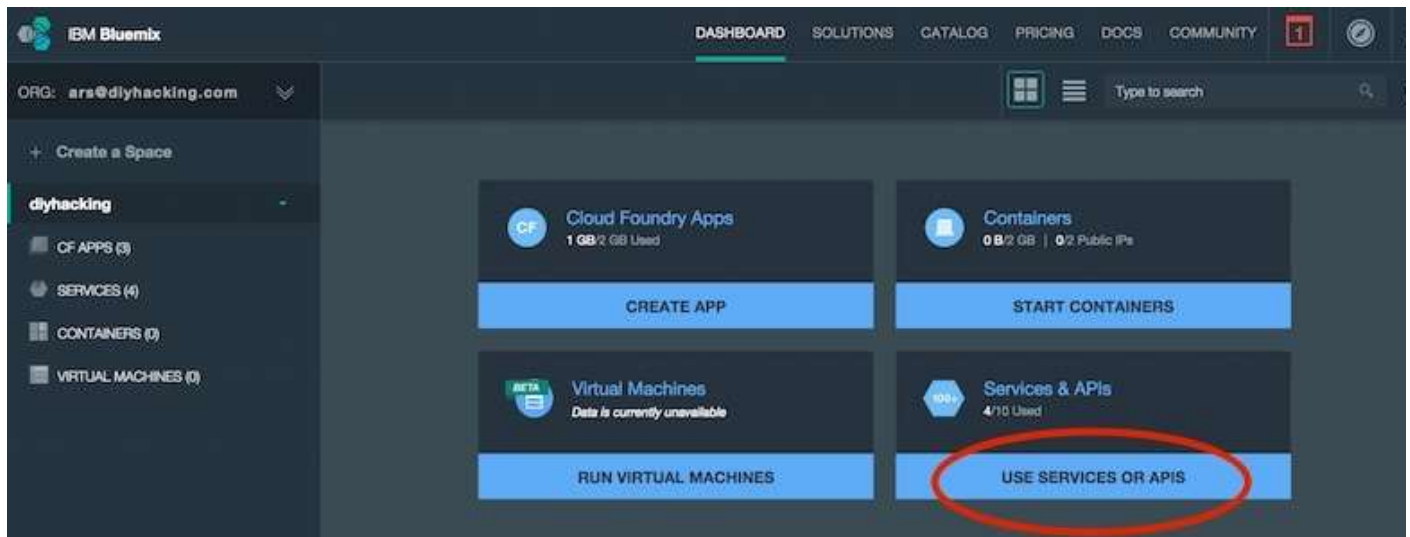 IBM Bluemix
DASHBOARD SOLUTIONS CATALOG PRICING DOCS COMMUNITY 1
ORG: ars@diyhacking.com
Type to search
+ Create a Space
diyhacking
CF APPS (3)
SERVICES (4)
CONTAINERS (0)
VIRTUAL MACHINES (0)
CF
Cloud Foundry Apps
1 GB/2 GB Used
CREATE APP
Containers
0 B/2 GB | 0/2 Public IPs
START CONTAINERS
BETA
Virtual Machines
Data is currently unavailable
RUN VIRTUAL MACHINES
100+
Services & APIs
4/10 Used
USE SERVICES OR APIS